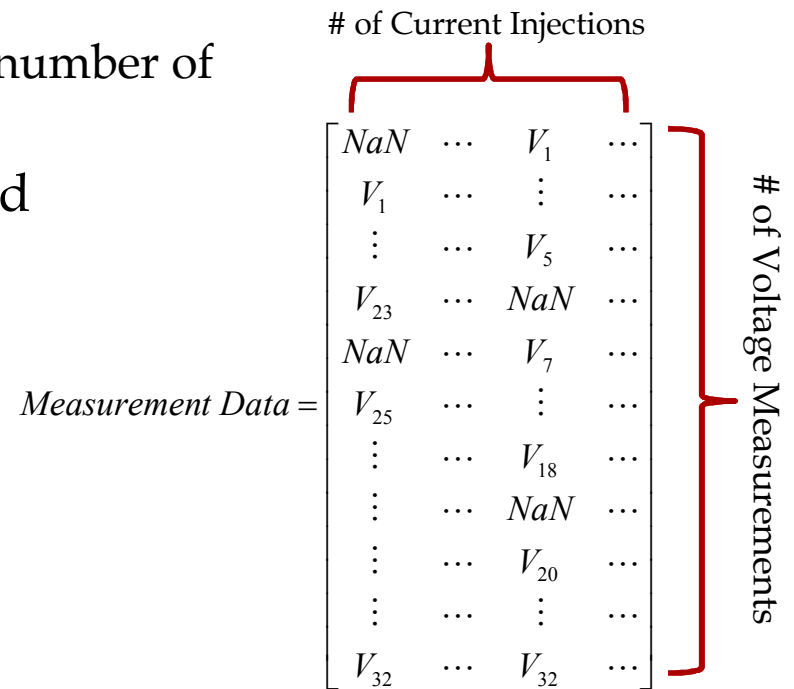 # of Current Injections
number of
d
Measurement Data =
NaN ⋯ V₁ ⋯
V₁ ⋯ ⋮ ⋯
⋮ ⋯ V₅ ⋯
V₂₃ ⋯ NaN ⋯
NaN ⋯ V₇ ⋯
V₂₅ ⋯ ⋮ ⋯
⋮ ⋯ V₁₈ ⋯
⋮ ⋯ NaN ⋯
⋮ ⋯ V₂₀ ⋯
⋮ ⋯ ⋮ ⋯
V₃₂ ⋯ V₃₂ ⋯
# of Voltage Measurements